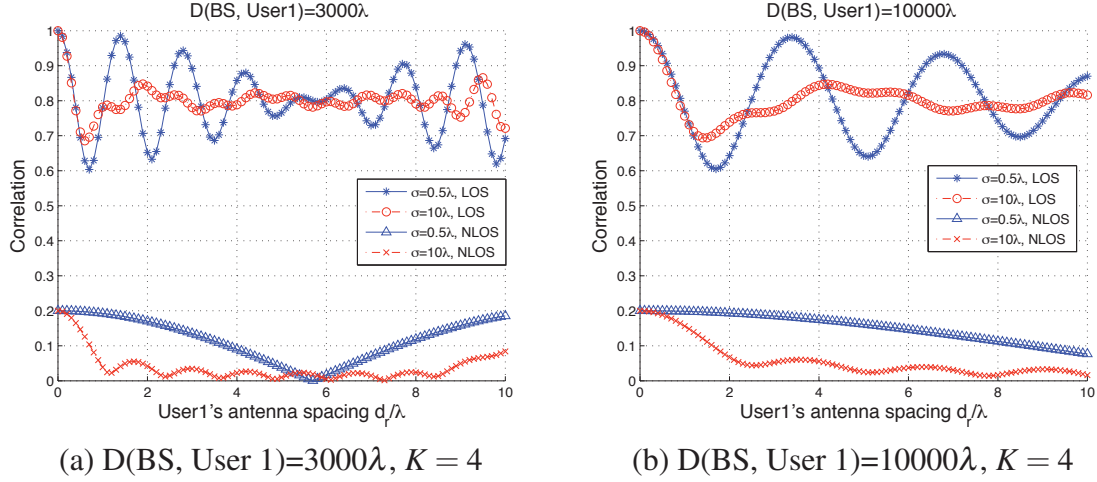 D(BS, User1)=3000λ
1
0.9
0.8
0.7
0.6
0.5
0.4
0.3
0.2
0.1
0
Correlation
σ=0.5λ, LOS
σ=10λ, LOS
σ=0.5λ, NLOS
σ=10λ, NLOS
0 2 4 6 8 10
User1's antenna spacing d_r/λ
(a) D(BS, User 1)=3000λ, K = 4
D(BS, User1)=10000λ
1
0.9
0.8
0.7
0.6
0.5
0.4
0.3
0.2
0.1
0
Correlation
σ=0.5λ, LOS
σ=10λ, LOS
σ=0.5λ, NLOS
σ=10λ, NLOS
0 2 4 6 8 10
User1's antenna spacing d_r/λ
(b) D(BS, User 1)=10000λ, K = 4